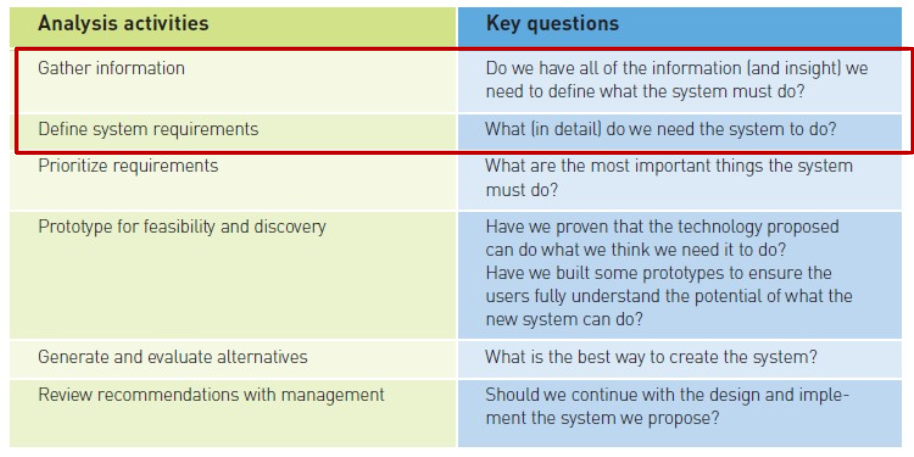 Analysis activities
Key questions
Gather information
Do we have all of the information (and insight) we
need to define what the system must do?
Define system requirements
What (in detail) do we need the system to do?
Prioritize requirements
What are the most important things the system
must do?
Prototype for feasibility and discovery
Have we proven that the technology proposed
can do what we think we need it to do?
Have we built some prototypes to ensure the
users fully understand the potential of what the
new system can do?
Generate and evaluate alternatives
What is the best way to create the system?
Review recommendations with management
Should we continue with the design and imple-
ment the system we propose?